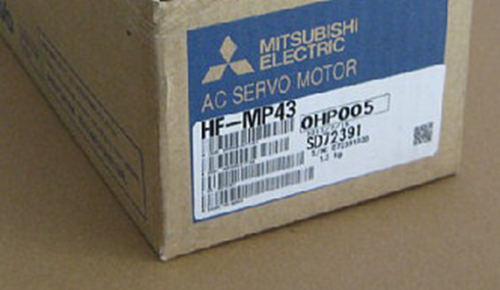 MITSUBISHI
ELECTRIC
AC SERVO MOTOR
HF-MP43
OHP005
SD72391